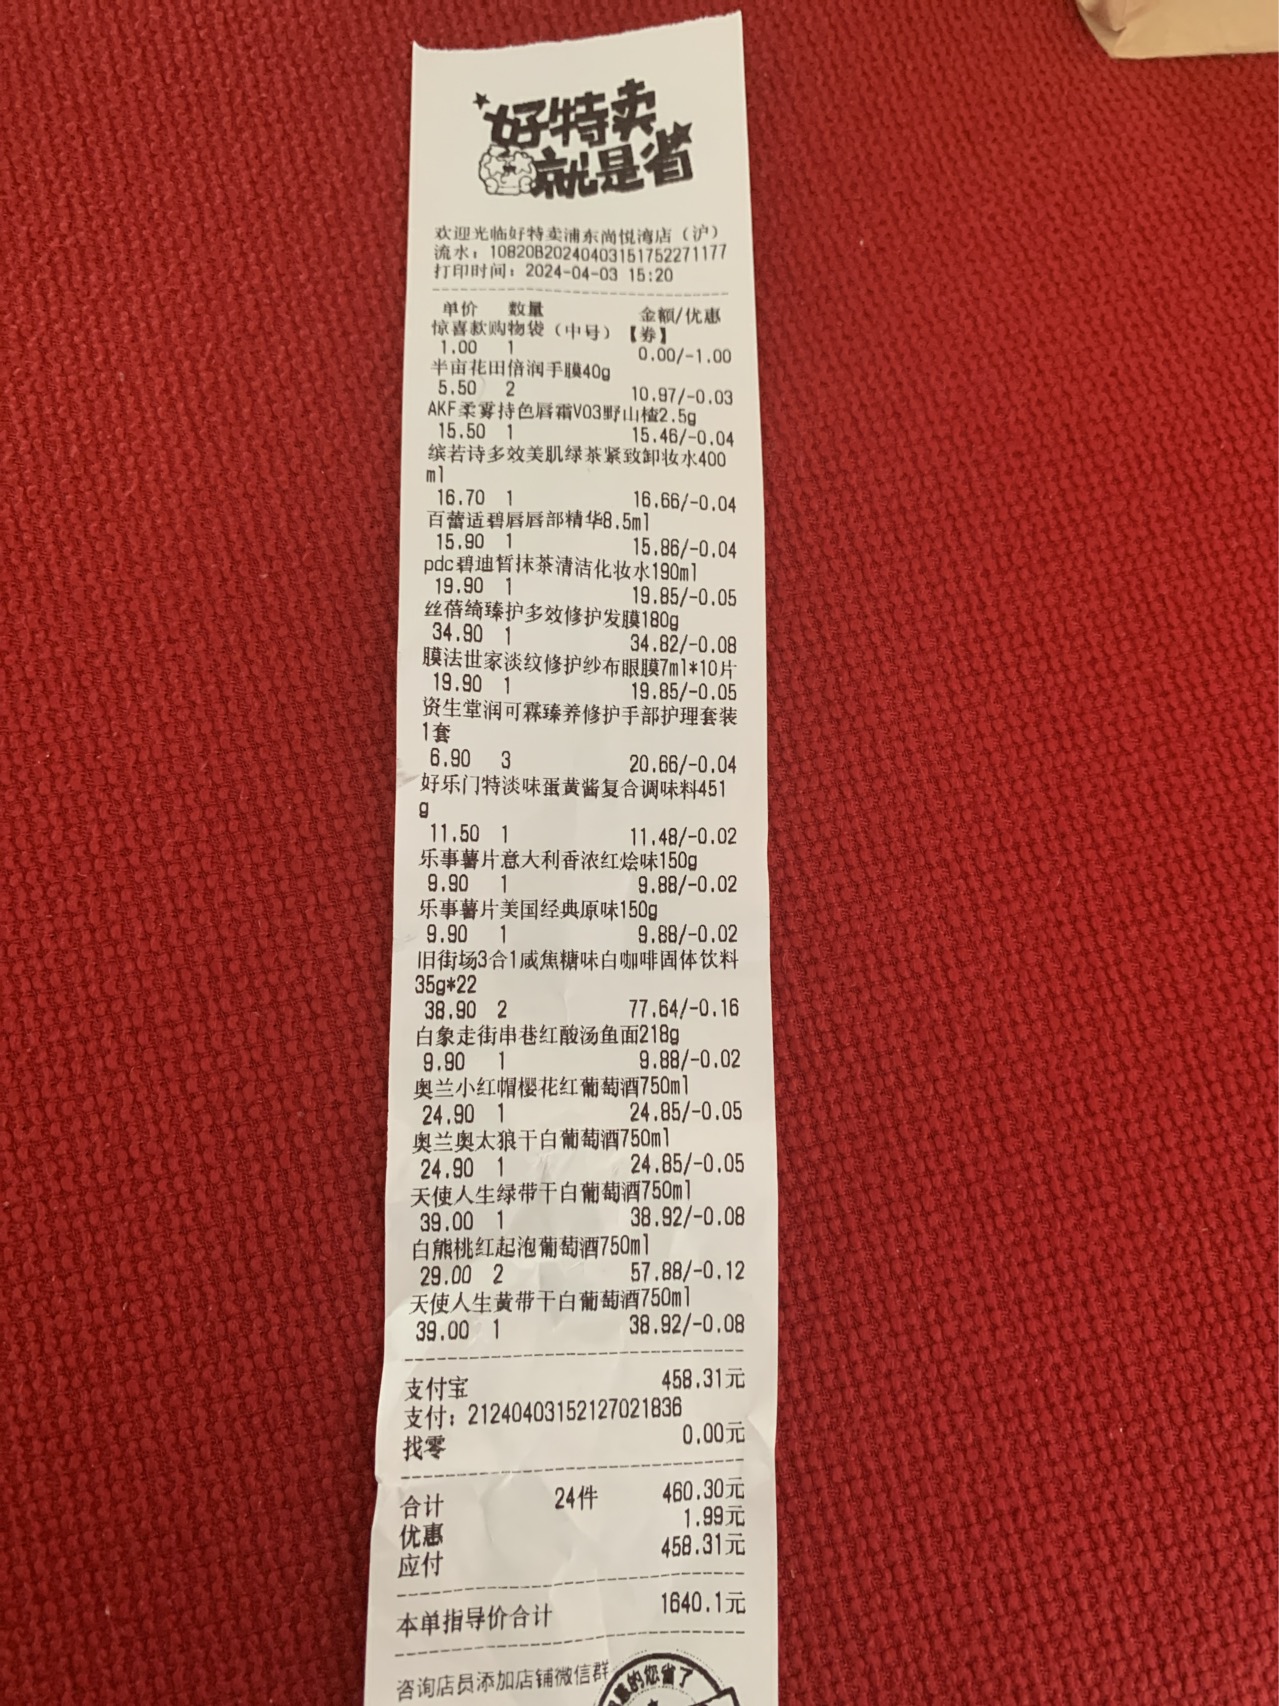 好特卖
就是省
欢迎光临好特卖浦东尚悦湾店（沪）
流水：10820B20240403151752271177
打印时间：2024-04-03 15:20
单价 数量 金额/优惠
惊喜款购物袋（中号）【券】
1.00 1 0.00/-1.00
半亩花田倍润手膜40g
5.50 2 10.97/-0.03
AKF柔雾持色唇霜V03野山楂2.5g
15.50 1 15.46/-0.04
缤若诗多效美肌绿茶紧致卸妆水400
ml
16.70 1 16.66/-0.04
百蕾适碧唇唇部精华8.5ml
15.90 1 15.86/-0.04
pdc碧迪皙抹茶清洁化妆水190ml
19.90 1 19.85/-0.05
丝蓓绮臻护多效修护发膜180g
34.90 1 34.82/-0.08
膜法世家淡纹修护纱布眼膜7ml*10片
19.90 1 19.85/-0.05
资生堂润可霖臻养修护手部护理套装
1套
6.90 3 20.66/-0.04
好乐门特淡味蛋黄酱复合调味料451
g
11.50 1 11.48/-0.02
乐事薯片意大利香浓红烩味150g
9.90 1 9.88/-0.02
乐事薯片美国经典原味150g
9.90 1 9.88/-0.02
旧街场3合1咸焦糖味白咖啡固体饮料
35g*22
38.90 2 77.64/-0.16
白象走街串巷红酸汤鱼面218g
9.90 1 9.88/-0.02
奥兰小红帽樱花红葡萄酒750ml
24.90 1 24.85/-0.05
奥兰奥太狼干白葡萄酒750ml
24.90 1 24.85/-0.05
天使人生绿带干白葡萄酒750ml
39.00 1 38.92/-0.08
白熊桃红起泡葡萄酒750ml
29.00 2 57.88/-0.12
天使人生黄带干白葡萄酒750ml
39.00 1 38.92/-0.08
支付宝 458.31元
支付：21240403152127021836
找零 0.00元
合计 24件 460.30元
优惠 1.99元
应付 458.31元
本单指导价合计 1640.1元
咨询店员添加店铺微信群
的您省了